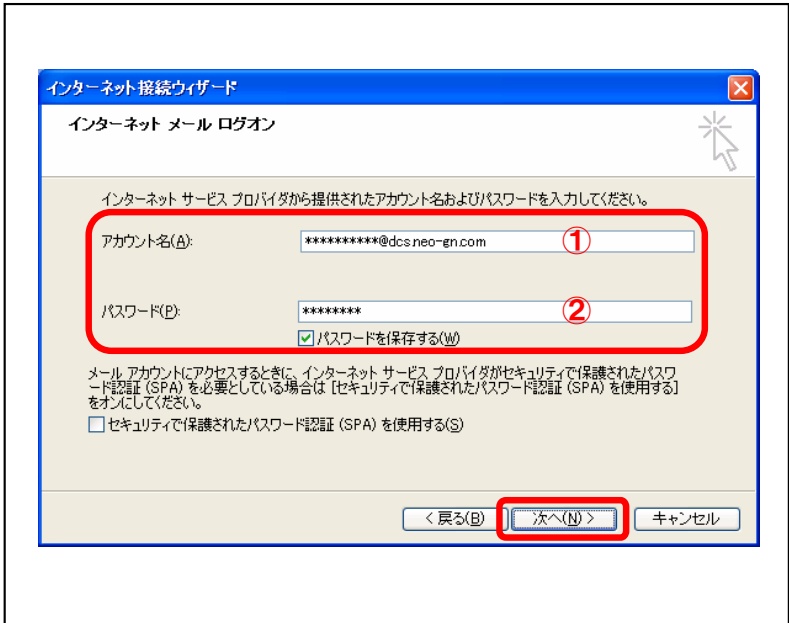 インターネット接続ウィザード
インターネット メール ログオン
インターネット サービス プロバイダから提供されたアカウント名およびパスワードを入力してください。
アカウント名(A): **********@dcs.neo-gn.com ①
パスワード(P): ******** ②
パスワードを保存する(W)
メール アカウントにアクセスするときに、インターネット サービス プロバイダがセキュリティで保護されたパスワ
ード認証 (SPA) を必要としている場合は [セキュリティで保護されたパスワード認証 (SPA) を使用する]
をオンにしてください。
セキュリティで保護されたパスワード認証 (SPA) を使用する(S)
< 戻る(B) 次へ(N) > キャンセル